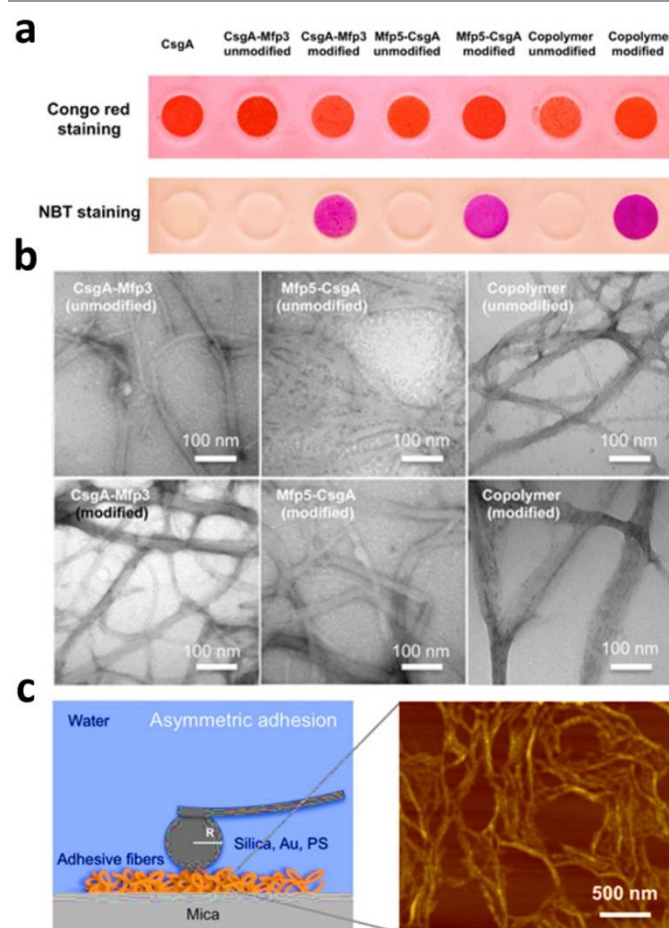 a
CsgA
CsgA-Mfp3
unmodified
CsgA-Mfp3
modified
Mfp5-CsgA
unmodified
Mfp5-CsgA
modified
Copolymer
unmodified
Copolymer
modified
Congo red
staining
NBT staining
b
CsgA-Mfp3
(unmodified)
100 nm
Mfp5-CsgA
(unmodified)
100 nm
Copolymer
(unmodified)
100 nm
CsgA-Mfp3
(modified)
100 nm
Mfp5-CsgA
(modified)
100 nm
Copolymer
(modified)
100 nm
c
Water
Asymmetric adhesion
R
Silica, Au, PS
Adhesive fibers
Mica
500 nm